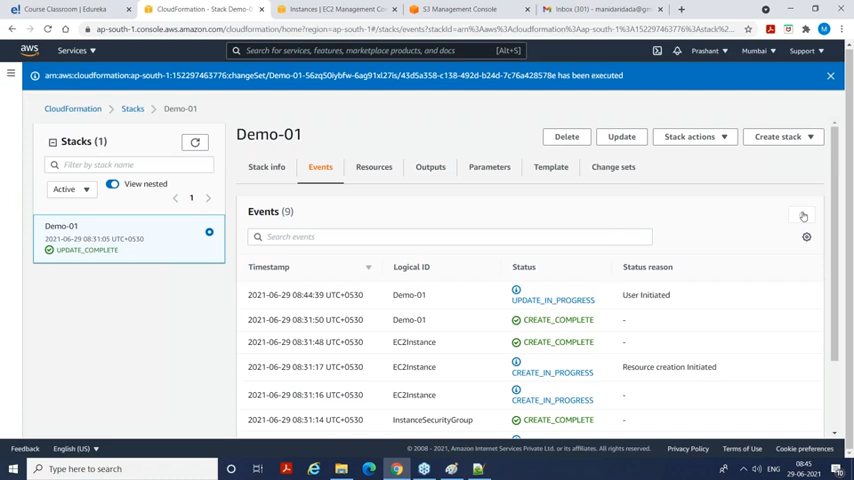 Course Classroom | Edureka
CloudFormation - Stack Demo-0
Instances | EC2 Management Co
S3 Management Console
Inbox (301) - manidaridada@gm
ap-south-1.console.aws.amazon.com/cloudformation/home?region=ap-south-1#/stacks/events?stackId=arn%3Aaws%3Acloudformation%3Aap-south-1%3A152297463776%3Astack%
aws
Services
Search for services, features, marketplace products, and docs
[Alt+S]
Prashant
Mumbai
Support
arn:aws:cloudformation:ap-south-1:152297463776:changeSet/Demo-01-56zq50iybfw-6ag91xl27is/43d5a358-c138-492d-b24d-7c76a428578e has been executed
CloudFormation > Stacks > Demo-01
Stacks (1)
Filter by stack name
Active
View nested
1
Demo-01
2021-06-29 08:31:05 UTC+0530
UPDATE_COMPLETE
Demo-01
Delete
Update
Stack actions
Create stack
Stack info
Events
Resources
Outputs
Parameters
Template
Change sets
Events (9)
Search events
Timestamp Logical ID Status Status reason
2021-06-29 08:44:39 UTC+0530 Demo-01 UPDATE_IN_PROGRESS User Initiated
2021-06-29 08:31:50 UTC+0530 Demo-01 CREATE_COMPLETE -
2021-06-29 08:31:48 UTC+0530 EC2Instance CREATE_COMPLETE -
2021-06-29 08:31:17 UTC+0530 EC2Instance CREATE_IN_PROGRESS Resource creation Initiated
2021-06-29 08:31:16 UTC+0530 EC2Instance CREATE_IN_PROGRESS -
2021-06-29 08:31:14 UTC+0530 InstanceSecurityGroup CREATE_COMPLETE -
Feedback
English (US)
© 2008 - 2021, Amazon Internet Services Private Ltd. or its affiliates. All rights reserved.
Privacy Policy
Terms of Use
Cookie preferences
Type here to search
ENG
08:45
29-06-2021